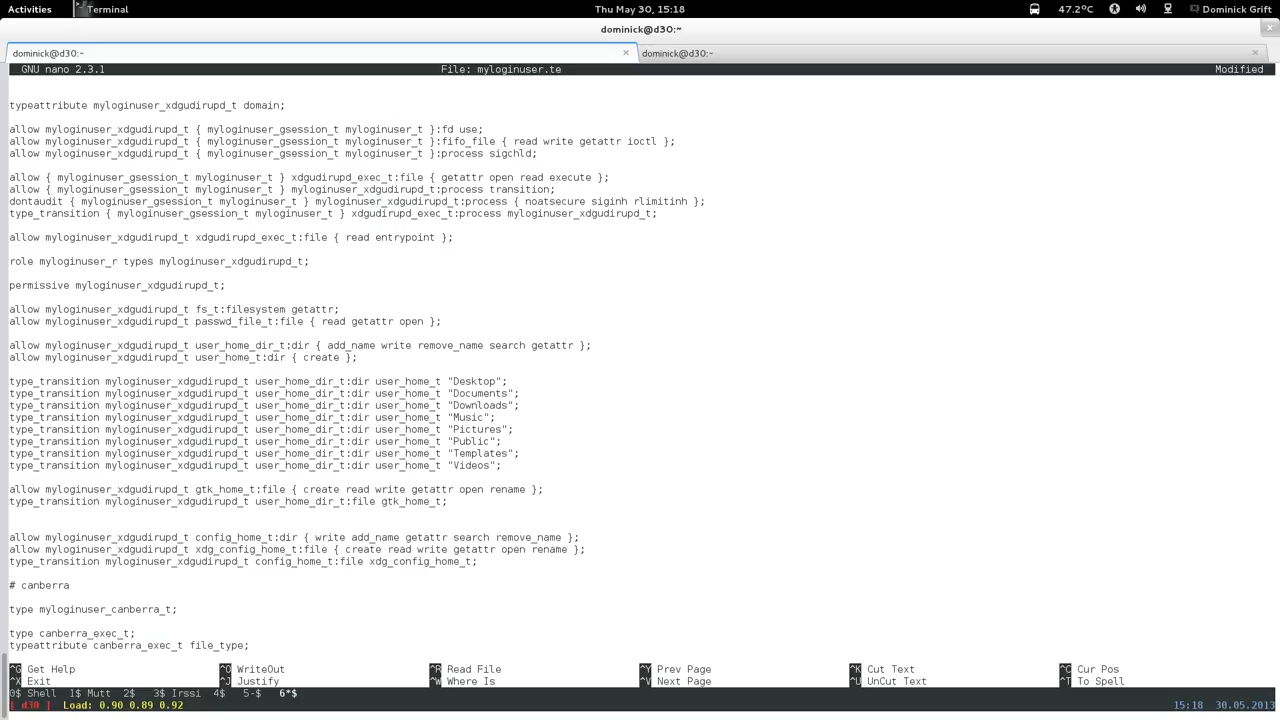 Activities Terminal Thu May 30, 15:18 47.2°C Dominick Grift
dominick@d30:~
dominick@d30:~ × dominick@d30:~ ×
GNU nano 2.3.1 File: myloginuser.te Modified
typeattribute myloginuser_xdgudirupd_t domain;
allow myloginuser_xdgudirupd_t { myloginuser_gsession_t myloginuser_t }:fd use;
allow myloginuser_xdgudirupd_t { myloginuser_gsession_t myloginuser_t }:fifo_file { read write getattr ioctl };
allow myloginuser_xdgudirupd_t { myloginuser_gsession_t myloginuser_t }:process sigchld;
allow { myloginuser_gsession_t myloginuser_t } xdgudirupd_exec_t:file { getattr open read execute };
allow { myloginuser_gsession_t myloginuser_t } myloginuser_xdgudirupd_t:process transition;
dontaudit { myloginuser_gsession_t myloginuser_t } myloginuser_xdgudirupd_t:process { noatsecure siginh rlimitinh };
type_transition { myloginuser_gsession_t myloginuser_t } xdgudirupd_exec_t:process myloginuser_xdgudirupd_t;
allow myloginuser_xdgudirupd_t xdgudirupd_exec_t:file { read entrypoint };
role myloginuser_r types myloginuser_xdgudirupd_t;
permissive myloginuser_xdgudirupd_t;
allow myloginuser_xdgudirupd_t fs_t:filesystem getattr;
allow myloginuser_xdgudirupd_t passwd_file_t:file { read getattr open };
allow myloginuser_xdgudirupd_t user_home_dir_t:dir { add_name write remove_name search getattr };
allow myloginuser_xdgudirupd_t user_home_t:dir { create };
type_transition myloginuser_xdgudirupd_t user_home_dir_t:dir user_home_t "Desktop";
type_transition myloginuser_xdgudirupd_t user_home_dir_t:dir user_home_t "Documents";
type_transition myloginuser_xdgudirupd_t user_home_dir_t:dir user_home_t "Downloads";
type_transition myloginuser_xdgudirupd_t user_home_dir_t:dir user_home_t "Music";
type_transition myloginuser_xdgudirupd_t user_home_dir_t:dir user_home_t "Pictures";
type_transition myloginuser_xdgudirupd_t user_home_dir_t:dir user_home_t "Public";
type_transition myloginuser_xdgudirupd_t user_home_dir_t:dir user_home_t "Templates";
type_transition myloginuser_xdgudirupd_t user_home_dir_t:dir user_home_t "Videos";
allow myloginuser_xdgudirupd_t gtk_home_t:file { create read write getattr open rename };
type_transition myloginuser_xdgudirupd_t user_home_dir_t:file gtk_home_t;
allow myloginuser_xdgudirupd_t config_home_t:dir { write add_name getattr search remove_name };
allow myloginuser_xdgudirupd_t xdg_config_home_t:file { create read write getattr open rename };
type_transition myloginuser_xdgudirupd_t config_home_t:file xdg_config_home_t;
# canberra
type myloginuser_canberra_t;
type canberra_exec_t;
typeattribute canberra_exec_t file_type;
^G Get Help ^O WriteOut ^R Read File ^Y Prev Page ^K Cut Text ^C Cur Pos
^X Exit ^J Justify ^W Where Is ^V Next Page ^U UnCut Text ^T To Spell
0$ Shell 1$ Mutt 2$ 3$ Irssi 4$ 5-$ 6*$
[ d30 ] Load: 0.90 0.89 0.92 15:18 30.05.2013